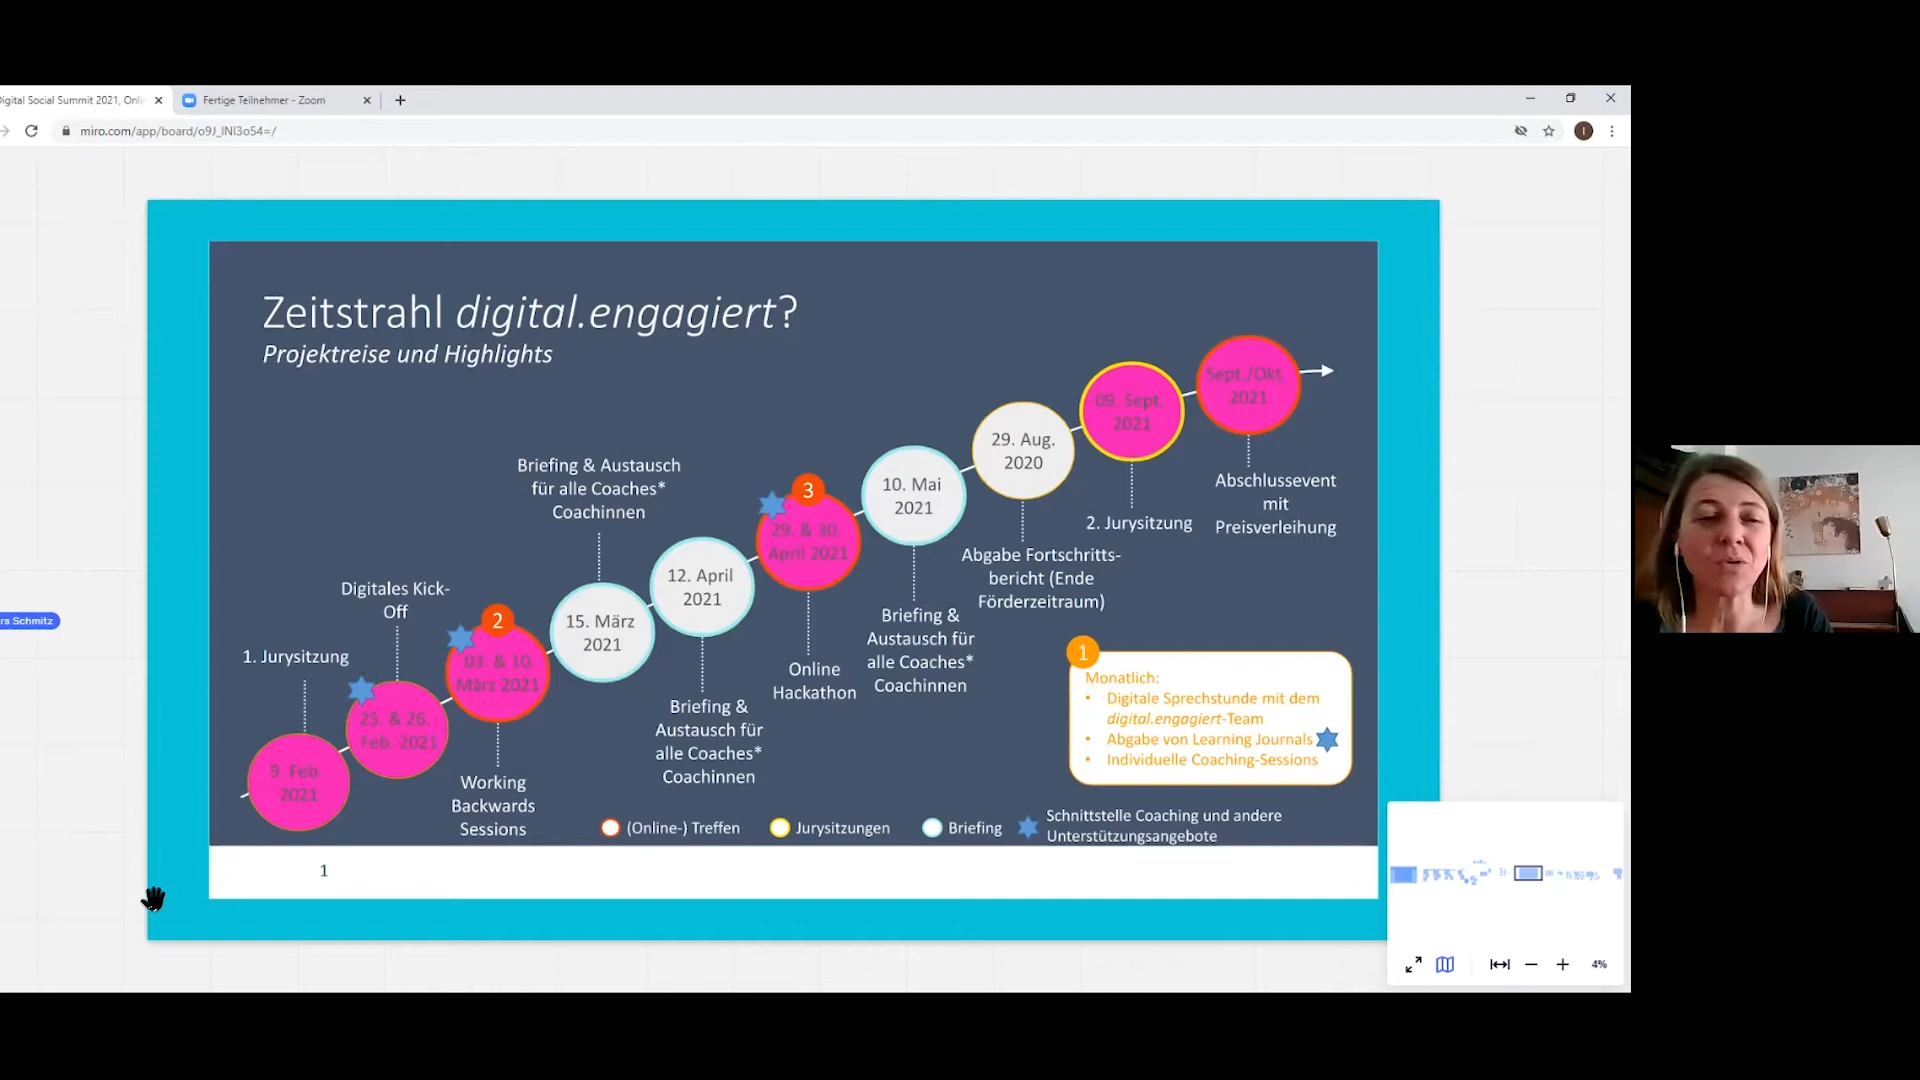 Digital Social Summit 2021, Onli
Fertige Teilnehmer - Zoom
miro.com/app/board/o9J_lNl3o54=/
I
Zeitstrahl digital.engagiert?
Projektreise und Highlights
rs Schmitz
1. Jurysitzung
9. Feb.
2021
Digitales Kick-
Off
25. & 26.
Feb. 2021
2
03. & 10.
März 2021
Working
Backwards
Sessions
Briefing & Austausch
für alle Coaches*
Coachinnen
15. März
2021
12. April
2021
Briefing &
Austausch für
alle Coaches*
Coachinnen
3
29. & 30.
April 2021
Online
Hackathon
10. Mai
2021
Briefing &
Austausch für
alle Coaches*
Coachinnen
29. Aug.
2020
Abgabe Fortschritts-
bericht (Ende
Förderzeitraum)
09. Sept.
2021
2. Jurysitzung
Sept./Okt.
2021
Abschlussevent
mit
Preisverleihung
1
Monatlich:
• Digitale Sprechstunde mit dem
digital.engagiert-Team
• Abgabe von Learning Journals
• Individuelle Coaching-Sessions
(Online-) Treffen
Jurysitzungen
Briefing
Schnittstelle Coaching und andere
Unterstützungsangebote
1
4%